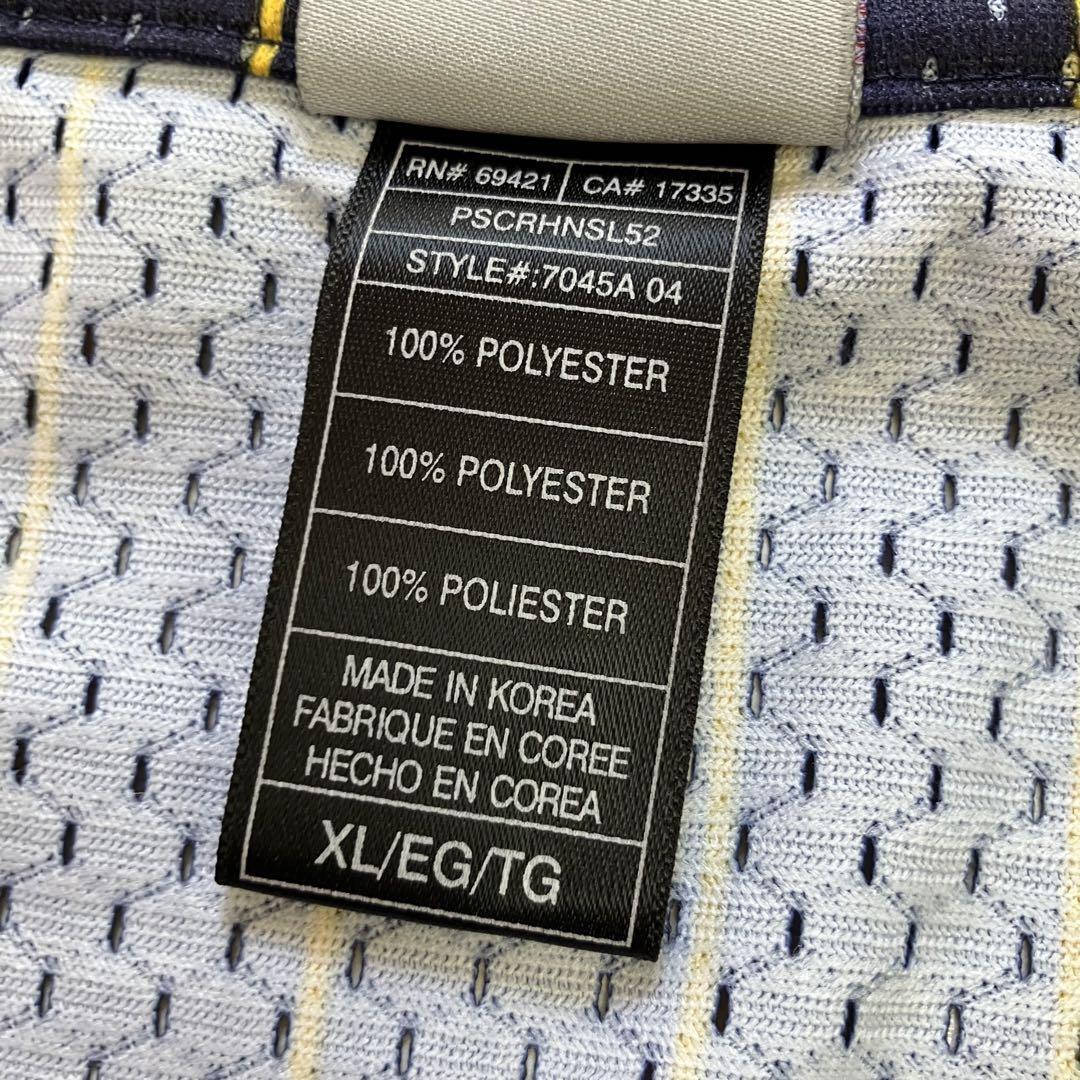 RN# 69421 CA# 17335
PSCRHNSL52
STYLE#:7045A 04
100% POLYESTER
100% POLYESTER
100% POLIESTER
MADE IN KOREA
FABRIQUE EN COREE
HECHO EN COREA
XL/EG/TG